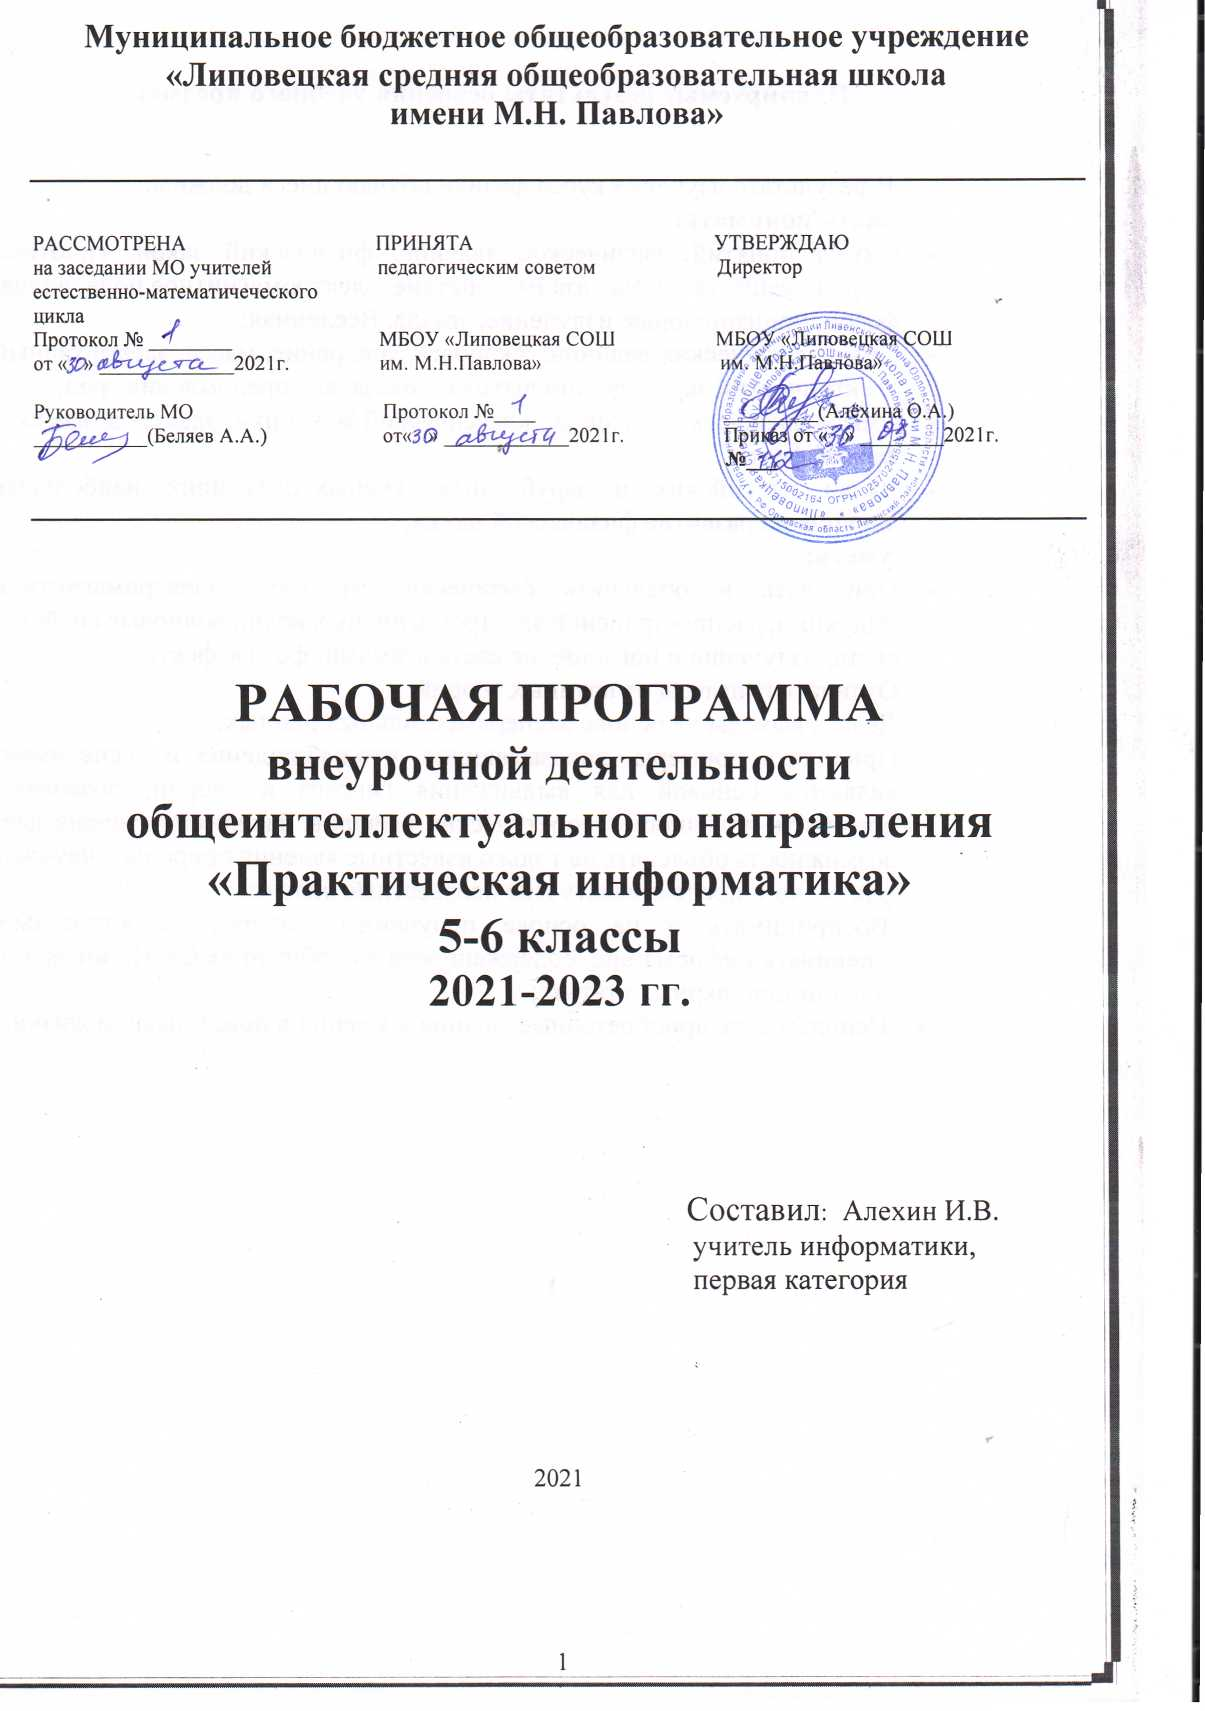 Муниципальное бюджетное общеобразовательное учреждение
«Липовецкая средняя общеобразовательная школа
имени М.Н. Павлова»
РАССМОТРЕНА
на заседании МО учителей
естественно-математичеческого
цикла
Протокол № 1
от «30» августа 2021г.
Руководитель МО
(Беляев А.А.)
ПРИНЯТА
педагогическим советом
МБОУ «Липовецкая СОШ
им. М.Н.Павлова»
Протокол № 1
от«30» августа 2021г.
УТВЕРЖДАЮ
Директор
МБОУ «Липовецкая СОШ
им. М.Н.Павлова»
(Алёхина О.А.)
Приказ от «30» 08 2021г.
№
РАБОЧАЯ ПРОГРАММА
внеурочной деятельности
общеинтеллектуального направления
«Практическая информатика»
5-6 классы
2021-2023 гг.
Составил: Алехин И.В.
учитель информатики,
первая категория
2021
1